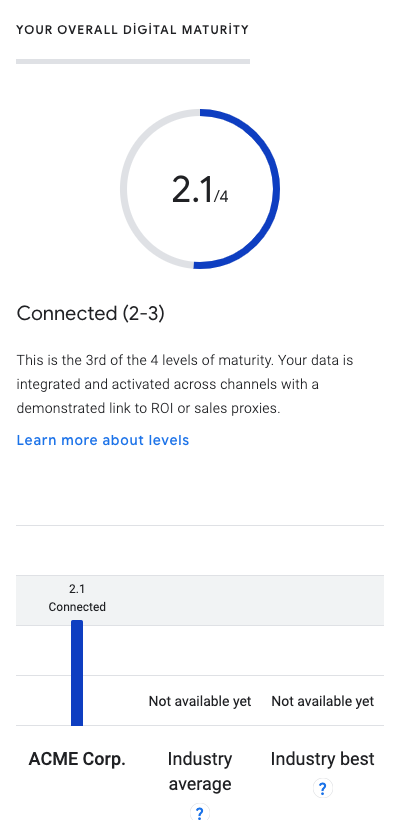 YOUR OVERALL DİGİTAL MATURİTY
2.1/4
Connected (2-3)
This is the 3rd of the 4 levels of maturity. Your data is
integrated and activated across channels with a
demonstrated link to ROI or sales proxies.
Learn more about levels
2.1
Connected
Not available yet
Not available yet
ACME Corp.
Industry
average
?
Industry best
?